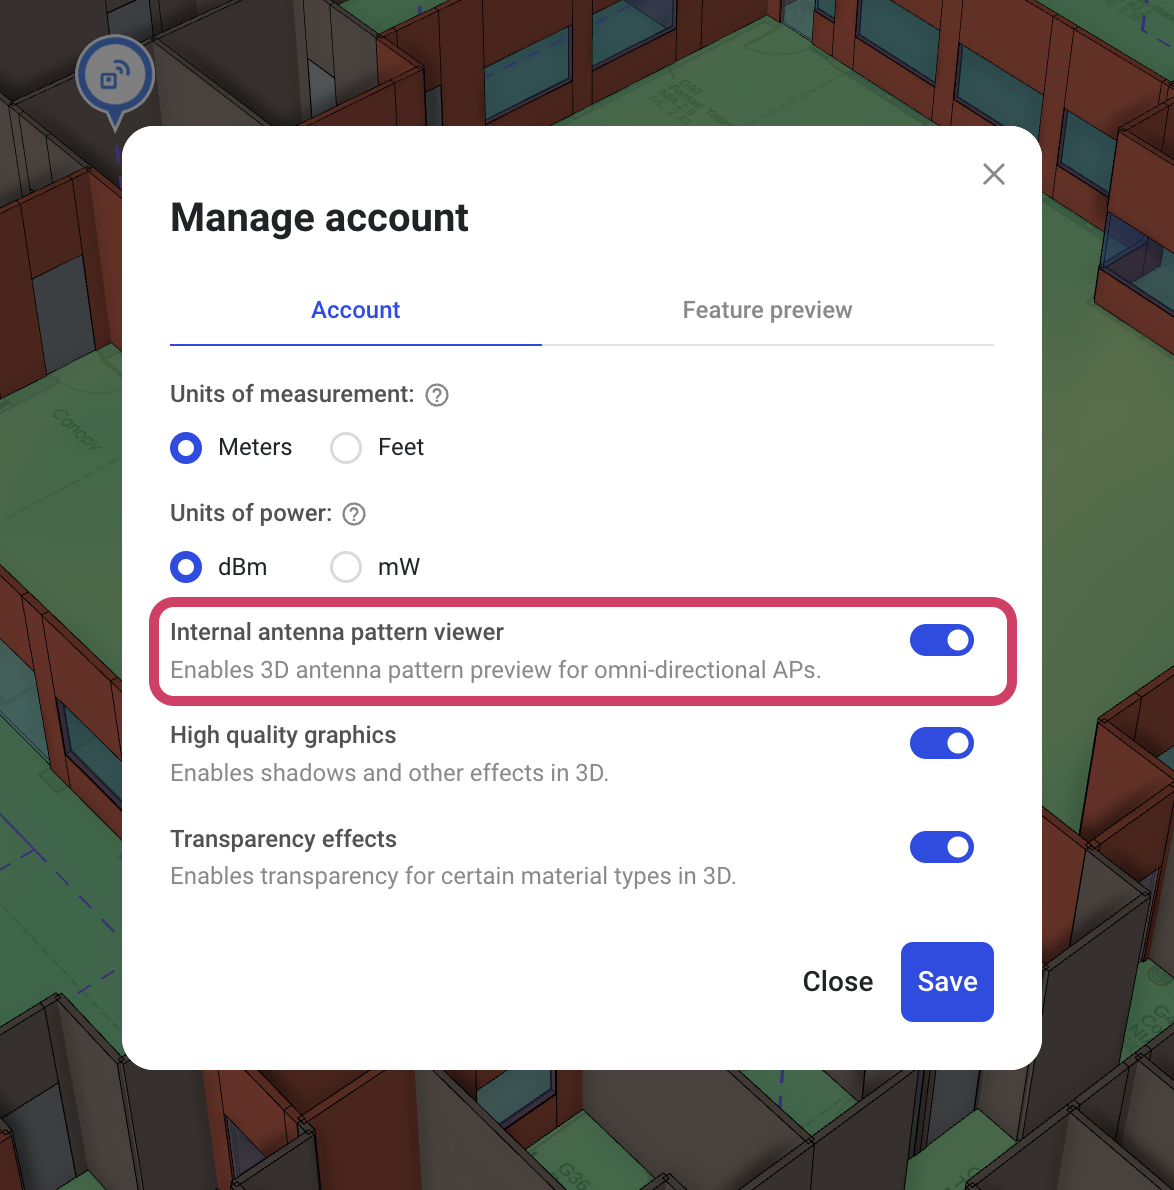 Manage account
Account
Feature preview
Units of measurement:
Meters
Feet
Units of power:
dBm
mW
Internal antenna pattern viewer
Enables 3D antenna pattern preview for omni-directional APs.
High quality graphics
Enables shadows and other effects in 3D.
Transparency effects
Enables transparency for certain material types in 3D.
Close
Save
Canopy
G36